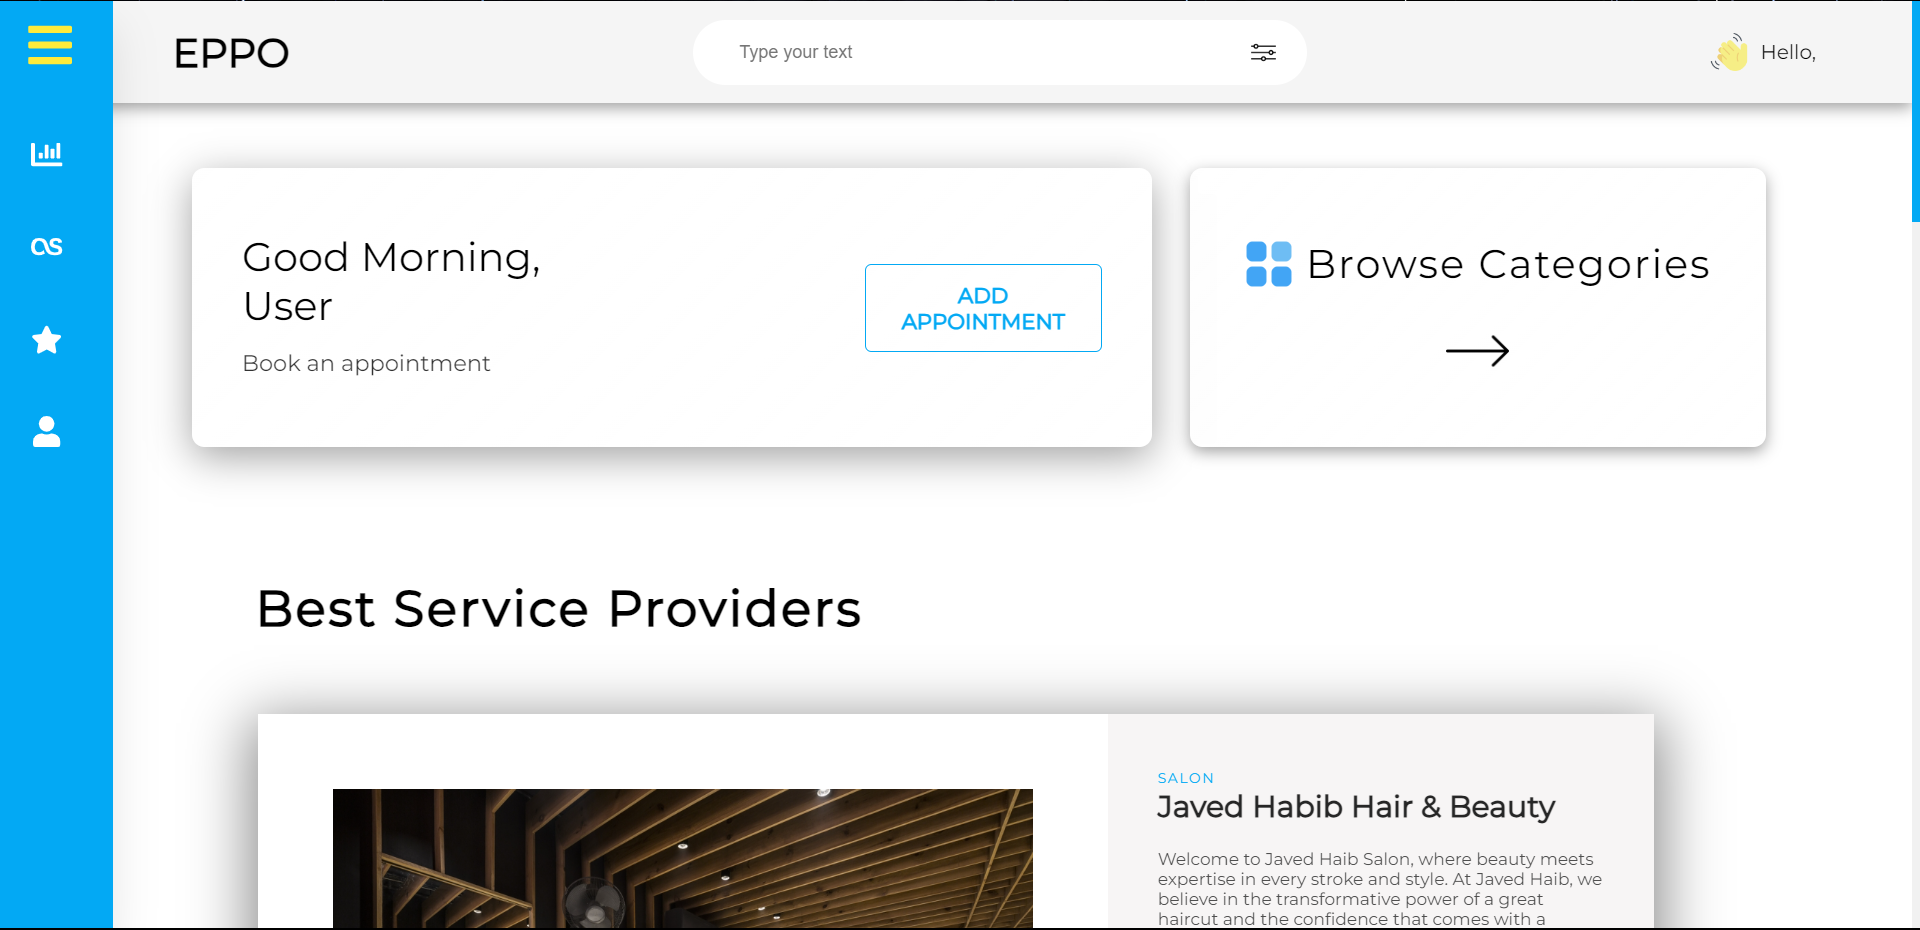 EPPO
Type your text
Hello,
Good Morning,
User
Book an appointment
ADD
APPOINTMENT
Browse Categories
Best Service Providers
SALON
Javed Habib Hair & Beauty
Welcome to Javed Haib Salon, where beauty meets
expertise in every stroke and style. At Javed Haib, we
believe in the transformative power of a great
haircut and the confidence that comes with a